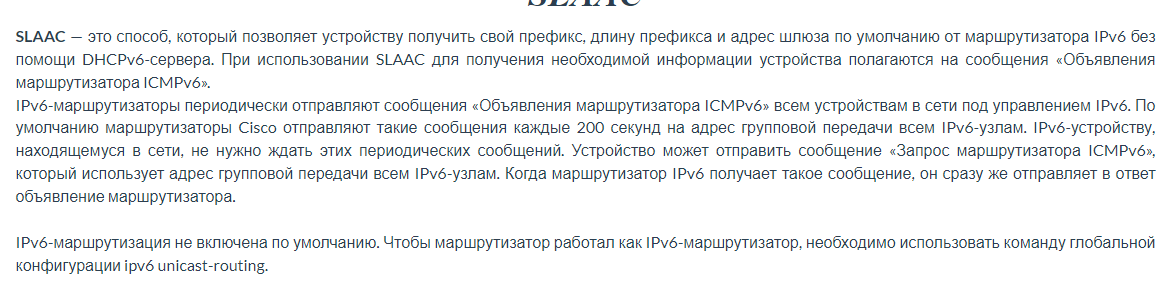 SLAAC
SLAAC — это способ, который позволяет устройству получить свой префикс, длину префикса и адрес шлюза по умолчанию от маршрутизатора IPv6 без
помощи DHCPv6-сервера. При использовании SLAAC для получения необходимой информации устройства полагаются на сообщения «Объявления
маршрутизатора ICMPv6».
IPv6-маршрутизаторы периодически отправляют сообщения «Объявления маршрутизатора ICMPv6» всем устройствам в сети под управлением IPv6. По
умолчанию маршрутизаторы Cisco отправляют такие сообщения каждые 200 секунд на адрес групповой передачи всем IPv6-узлам. IPv6-устройству,
находящемуся в сети, не нужно ждать этих периодических сообщений. Устройство может отправить сообщение «Запрос маршрутизатора ICMPv6»,
который использует адрес групповой передачи всем IPv6-узлам. Когда маршрутизатор IPv6 получает такое сообщение, он сразу же отправляет в ответ
объявление маршрутизатора.
IPv6-маршрутизация не включена по умолчанию. Чтобы маршрутизатор работал как IPv6-маршрутизатор, необходимо использовать команду глобальной
конфигурации ipv6 unicast-routing.